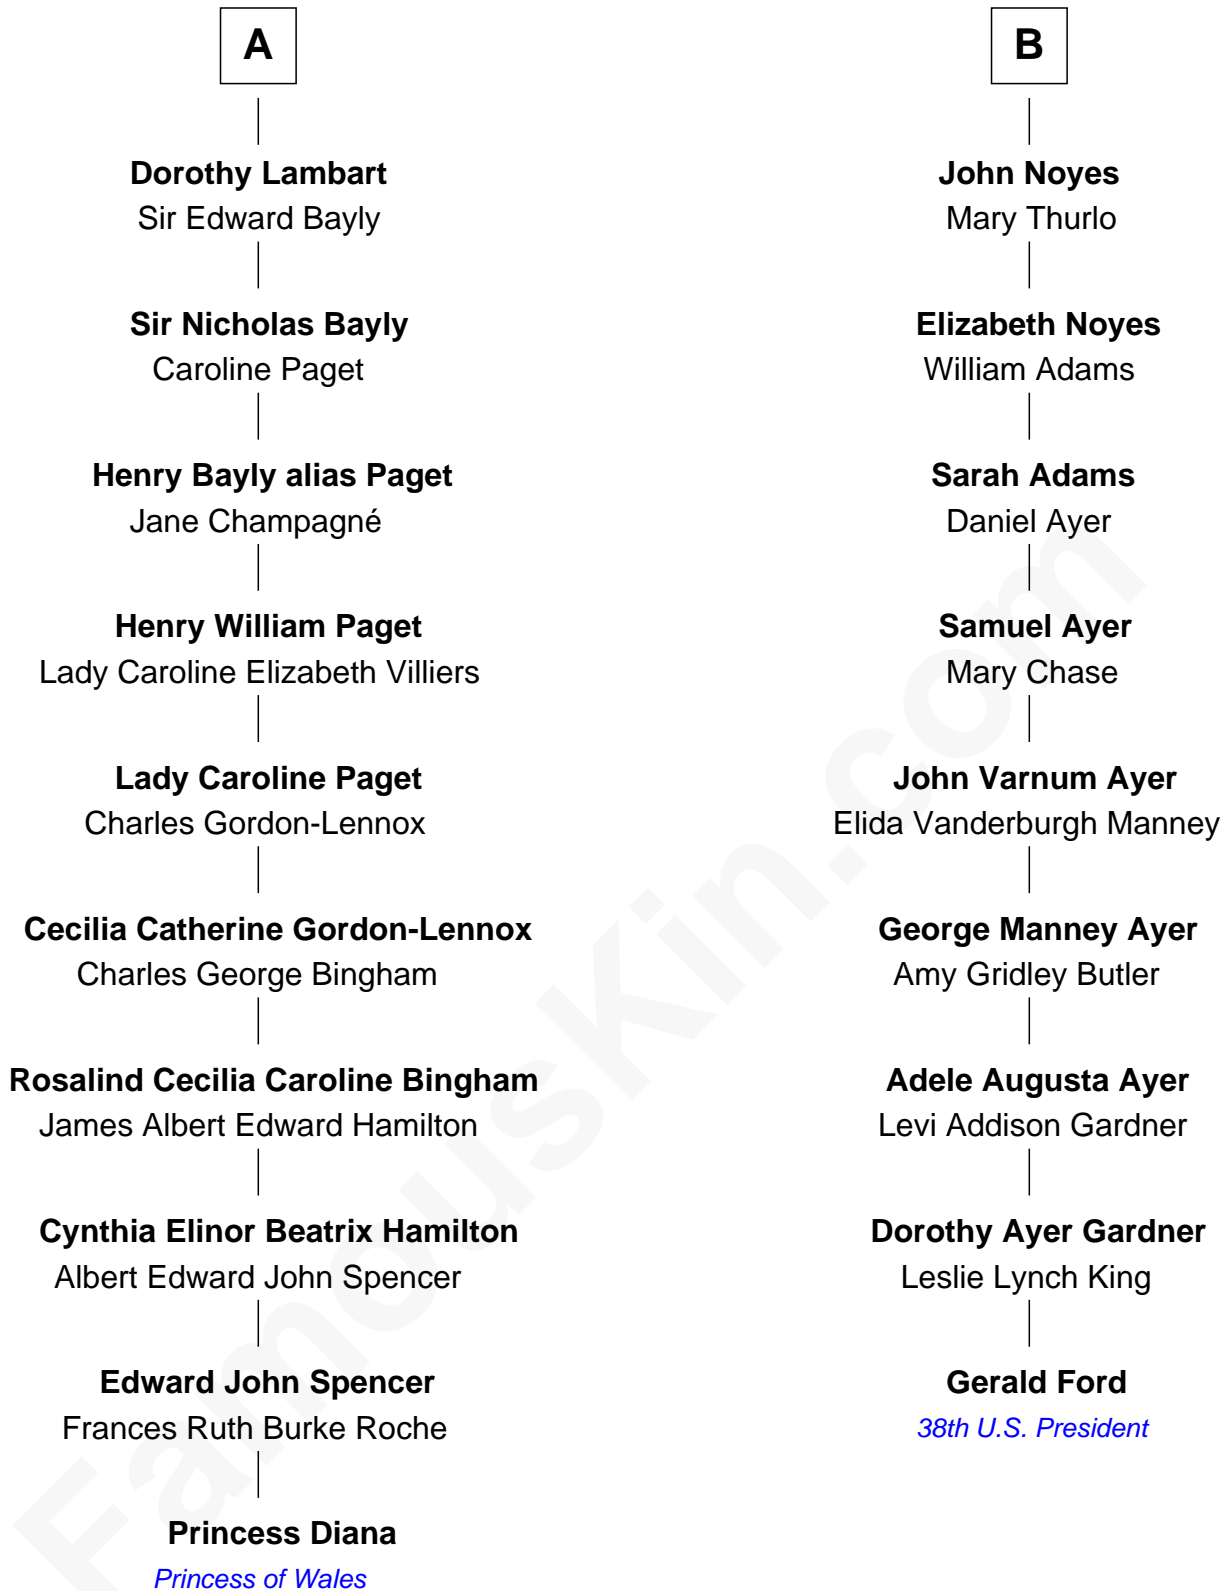 A
Dorothy Lambart
Sir Edward Bayly
Sir Nicholas Bayly
Caroline Paget
Henry Bayly alias Paget
Jane Champagné
Henry William Paget
Lady Caroline Elizabeth Villiers
Lady Caroline Paget
Charles Gordon-Lennox
Cecilia Catherine Gordon-Lennox
Charles George Bingham
Rosalind Cecilia Caroline Bingham
James Albert Edward Hamilton
Cynthia Elinor Beatrix Hamilton
Albert Edward John Spencer
Edward John Spencer
Frances Ruth Burke Roche
Princess Diana
Princess of Wales
B
John Noyes
Mary Thurlo
Elizabeth Noyes
William Adams
Sarah Adams
Daniel Ayer
Samuel Ayer
Mary Chase
John Varnum Ayer
Elida Vanderburgh Manney
George Manney Ayer
Amy Gridley Butler
Adele Augusta Ayer
Levi Addison Gardner
Dorothy Ayer Gardner
Leslie Lynch King
Gerald Ford
38th U.S. President
FamousKin.com